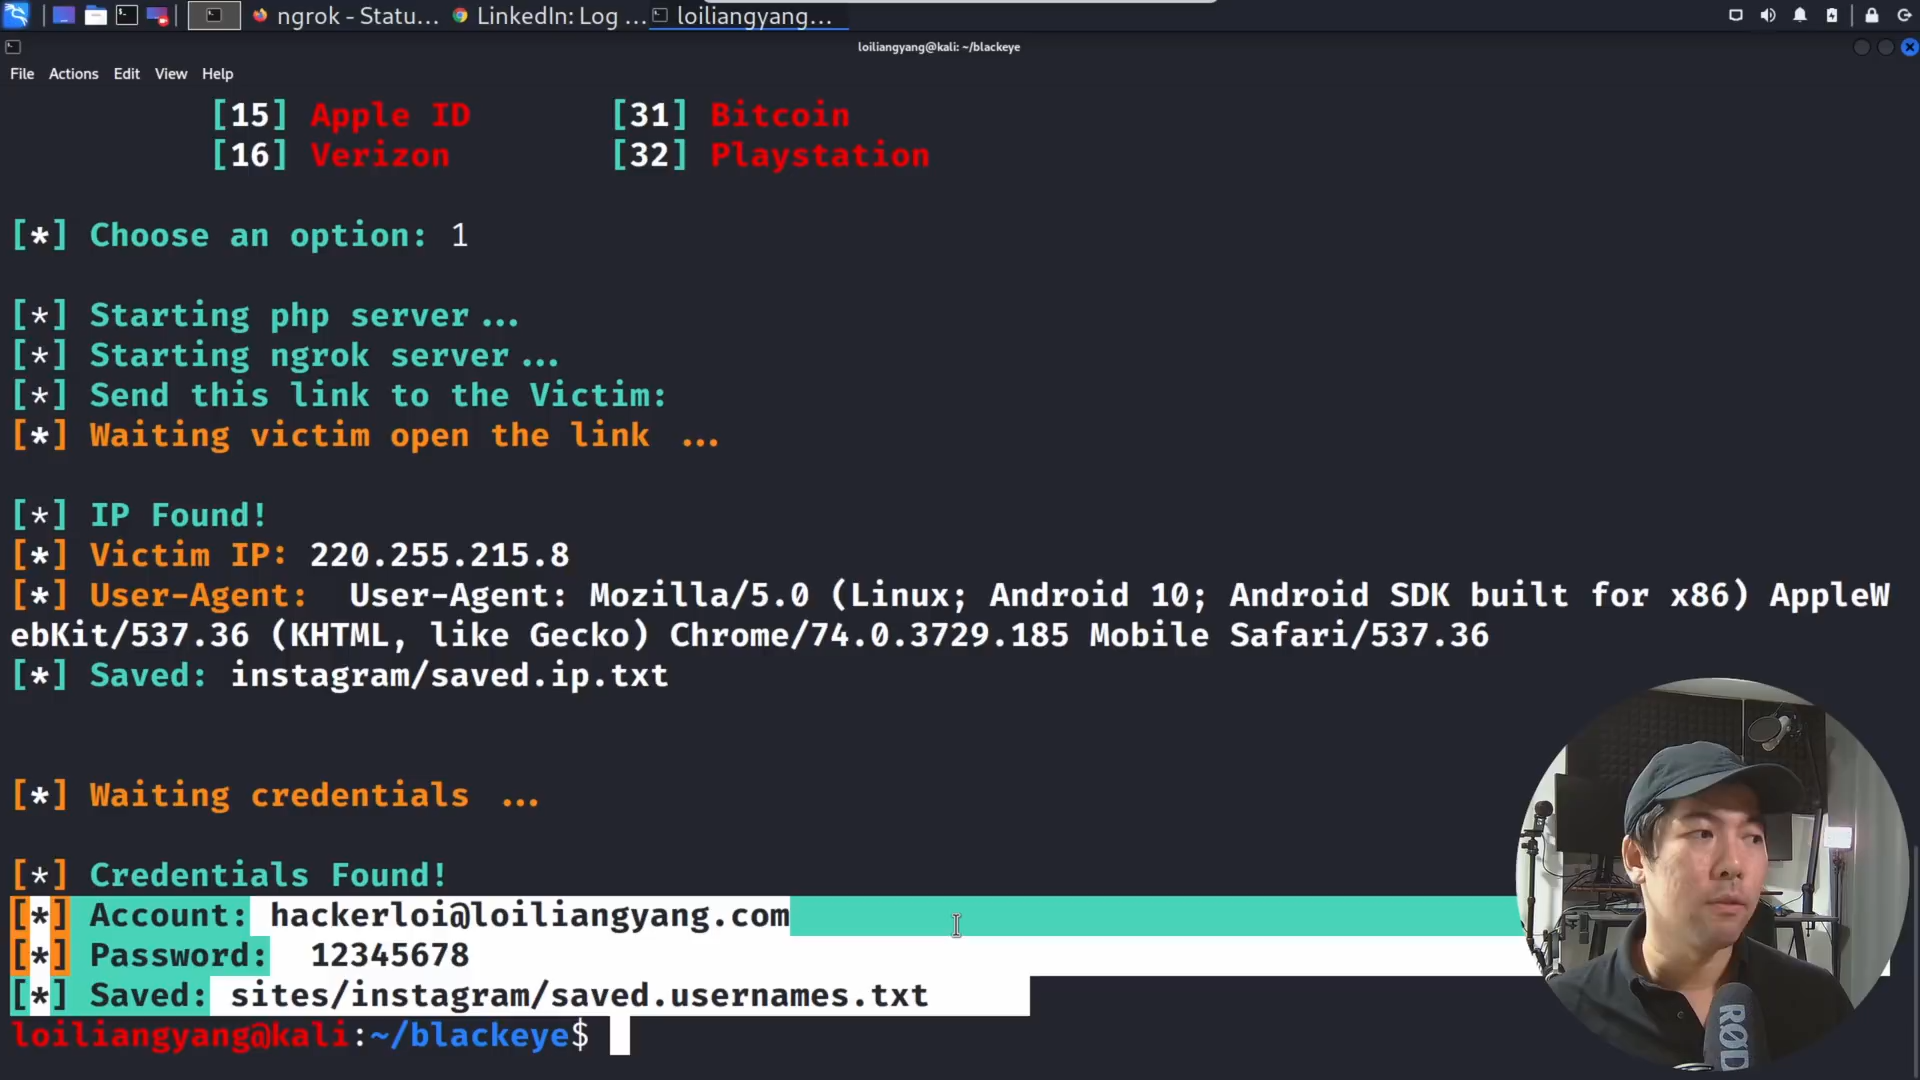 ngrok - Statu...
LinkedIn: Log ...
loiliangyang...
loiliangyang@kali: ~/blackeye
File Actions Edit View Help
[15] Apple ID [31] Bitcoin
[16] Verizon [32] Playstation
[*] Choose an option: 1
[*] Starting php server...
[*] Starting ngrok server...
[*] Send this link to the Victim:
[*] Waiting victim open the link ...
[*] IP Found!
[*] Victim IP: 220.255.215.8
[*] User-Agent: User-Agent: Mozilla/5.0 (Linux; Android 10; Android SDK built for x86) AppleW
ebKit/537.36 (KHTML, like Gecko) Chrome/74.0.3729.185 Mobile Safari/537.36
[*] Saved: instagram/saved.ip.txt
[*] Waiting credentials ...
[*] Credentials Found!
[*] Account: hackerloi@loiliangyang.com
[*] Password: 12345678
[*] Saved: sites/instagram/saved.usernames.txt
loiliangyang@kali:~/blackeye$
RØD